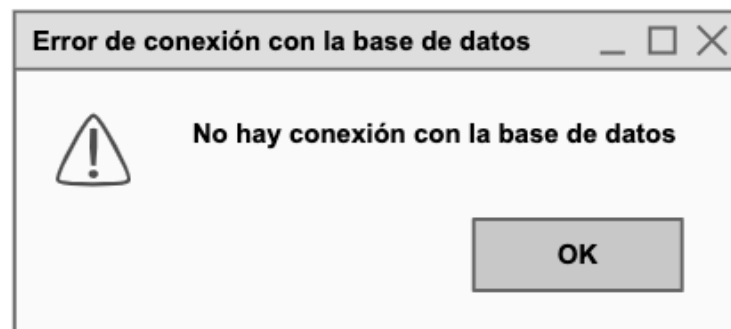 Error de conexión con la base de datos
No hay conexión con la base de datos
OK